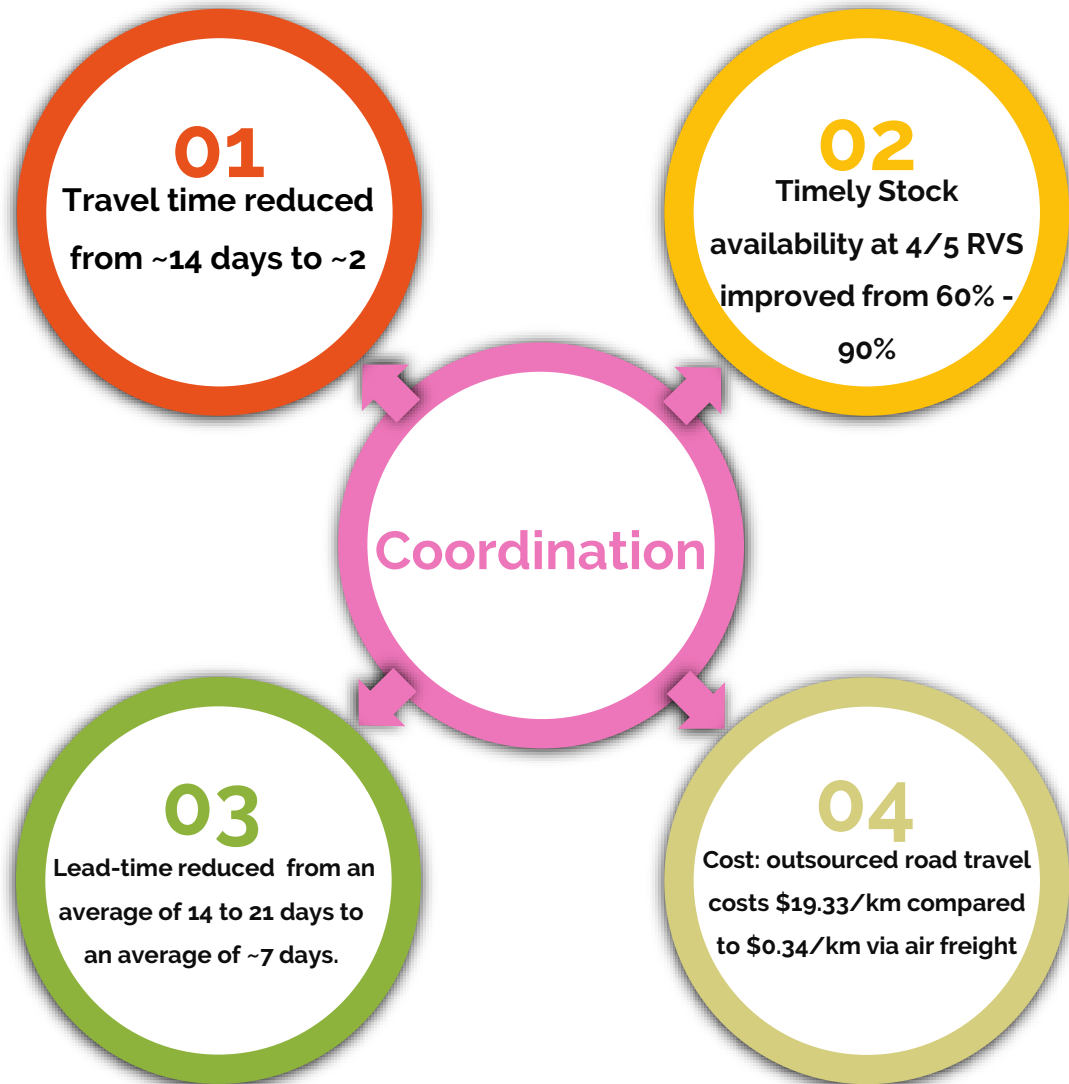 01
Travel time reduced
from ~14 days to ~2
02
Timely Stock
availability at 4/5 RVS
improved from 60% -
90%
Coordination
03
Lead-time reduced from an
average of 14 to 21 days to
an average of ~7 days.
04
Cost: outsourced road travel
costs $19.33/km compared
to $0.34/km via air freight